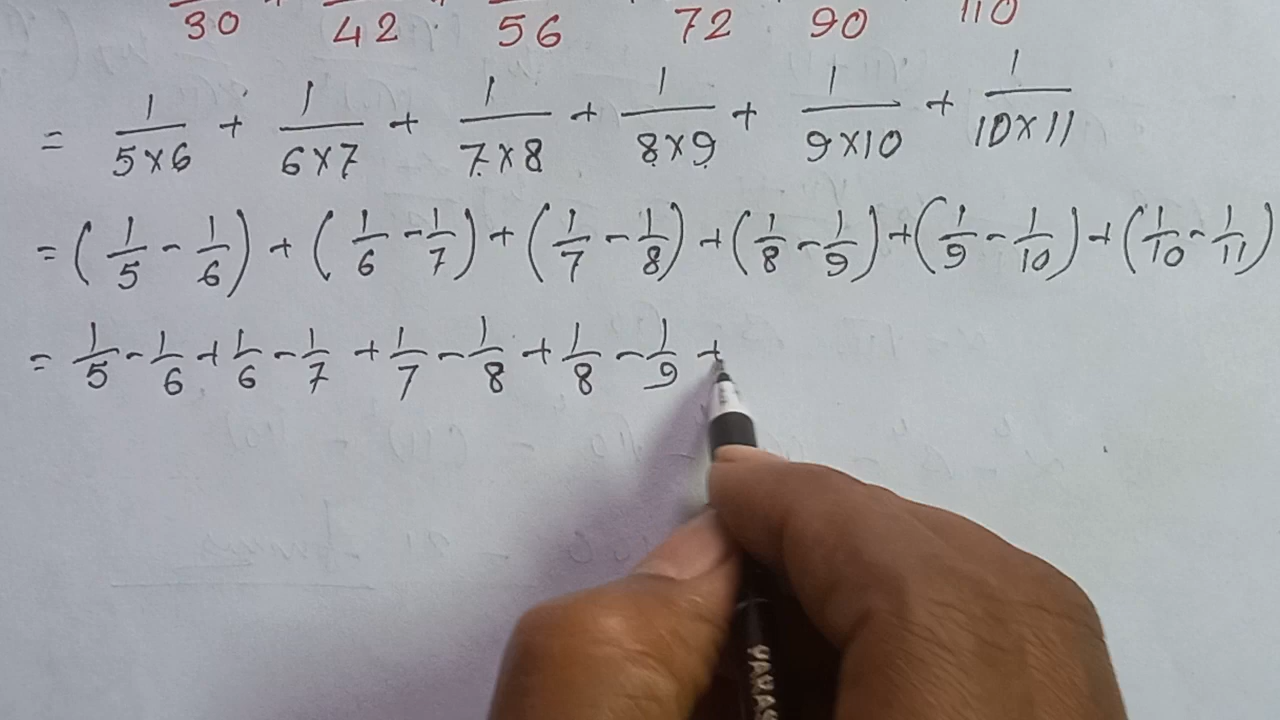 30 + 42 + 56 72 90 110
= 1/5×6 + 1/6×7 + 1/7×8 + 1/8×9 + 1/9×10 + 1/10×11
= (1/5 - 1/6) + (1/6 - 1/7) + (1/7 - 1/8) + (1/8 - 1/9) + (1/9 - 1/10) + (1/10 - 1/11)
= 1/5 - 1/6 + 1/6 - 1/7 + 1/7 - 1/8 + 1/8 - 1/9 +